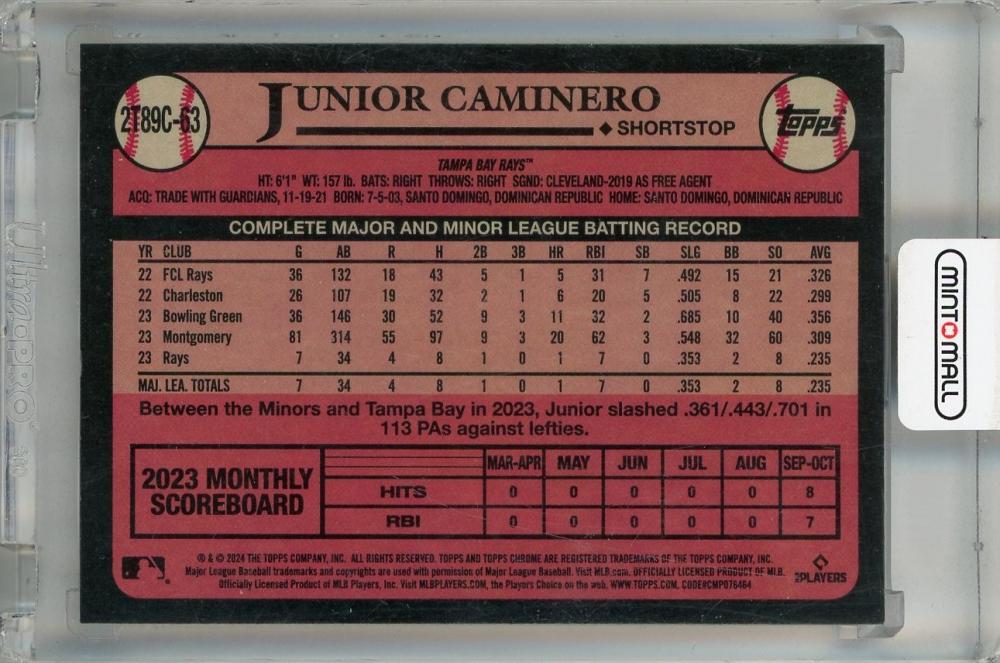 2T89C-63
JUNIOR CAMINERO
◆ SHORTSTOP
Topps
TAMPA BAY RAYS™
HT: 6'1" WT: 157 lb. BATS: RIGHT THROWS: RIGHT SGND: CLEVELAND-2019 AS FREE AGENT
ACQ: TRADE WITH GUARDIANS, 11-19-21 BORN: 7-5-03, SANTO DOMINGO, DOMINICAN REPUBLIC HOME: SANTO DOMINGO, DOMINICAN REPUBLIC
COMPLETE MAJOR AND MINOR LEAGUE BATTING RECORD
YR CLUB G AB R H 2B 3B HR RBI SB SLG BB SO AVG
22 FCL Rays 36 132 18 43 5 1 5 31 7 .492 15 21 .326
22 Charleston 26 107 19 32 2 1 6 20 5 .505 8 22 .299
23 Bowling Green 36 146 30 52 9 3 11 32 2 .685 10 40 .356
23 Montgomery 81 314 55 97 9 3 20 62 3 .548 32 60 .309
23 Rays 7 34 4 8 1 0 1 7 0 .353 2 8 .235
MAJ. LEA. TOTALS 7 34 4 8 1 0 1 7 0 .353 2 8 .235
Between the Minors and Tampa Bay in 2023, Junior slashed .361/.443/.701 in
113 PAs against lefties.
2023 MONTHLY
SCOREBOARD
MAR-APR MAY JUN JUL AUG SEP-OCT
HITS 0 0 0 0 0 8
RBI 0 0 0 0 0 7
® & © 2024 THE TOPPS COMPANY, INC. ALL RIGHTS RESERVED. TOPPS AND TOPPS CHROME ARE REGISTERED TRADEMARKS OF THE TOPPS COMPANY, INC.
Major League Baseball trademarks and copyrights are used with permission of Major League Baseball. Visit MLB.com. OFFICIALLY LICENSED PRODUCT OF MLB.
Officially Licensed Product of MLB Players, Inc. Visit MLBPLAYERS.COM, the Players Choice on the web. WWW.TOPPS.COM. CODE#CMP076464
PLAYERS
MINT MALL
Ultra PRO